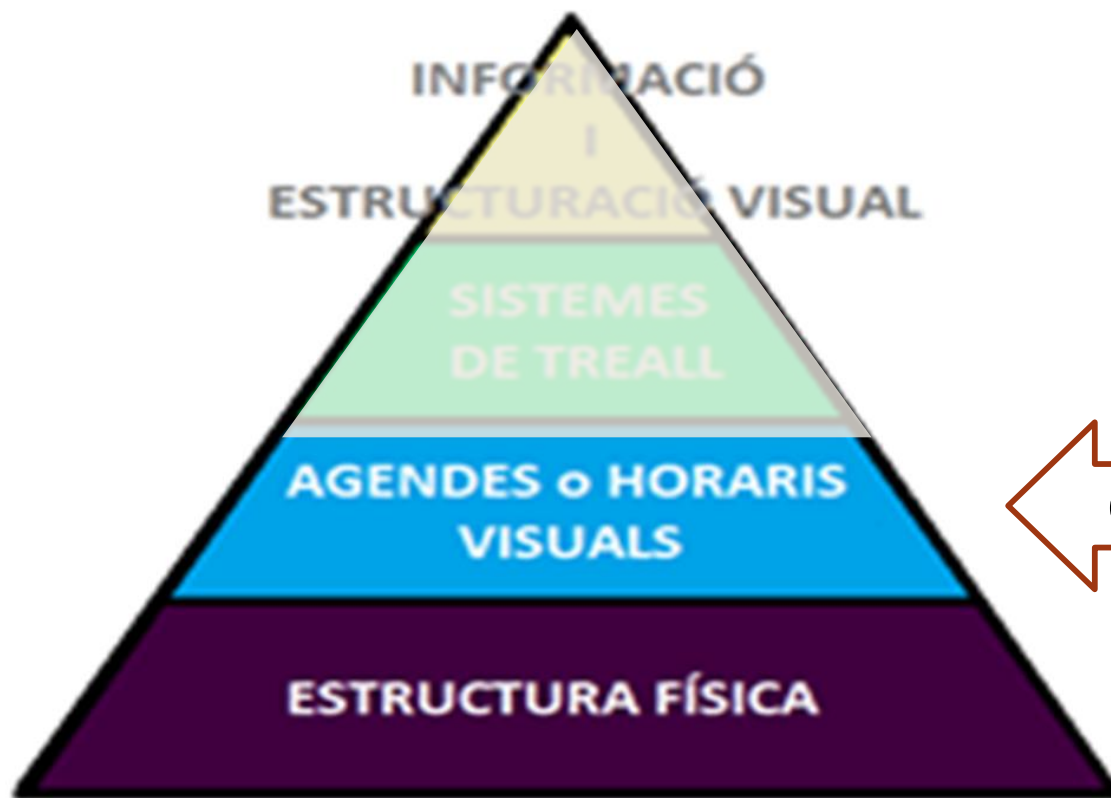 INFORMACIÓ
I
ESTRUCTURACIÓ VISUAL
SISTEMES
DE TREALL
AGENDES o HORARIS
VISUALS
ESTRUCTURA FÍSICA